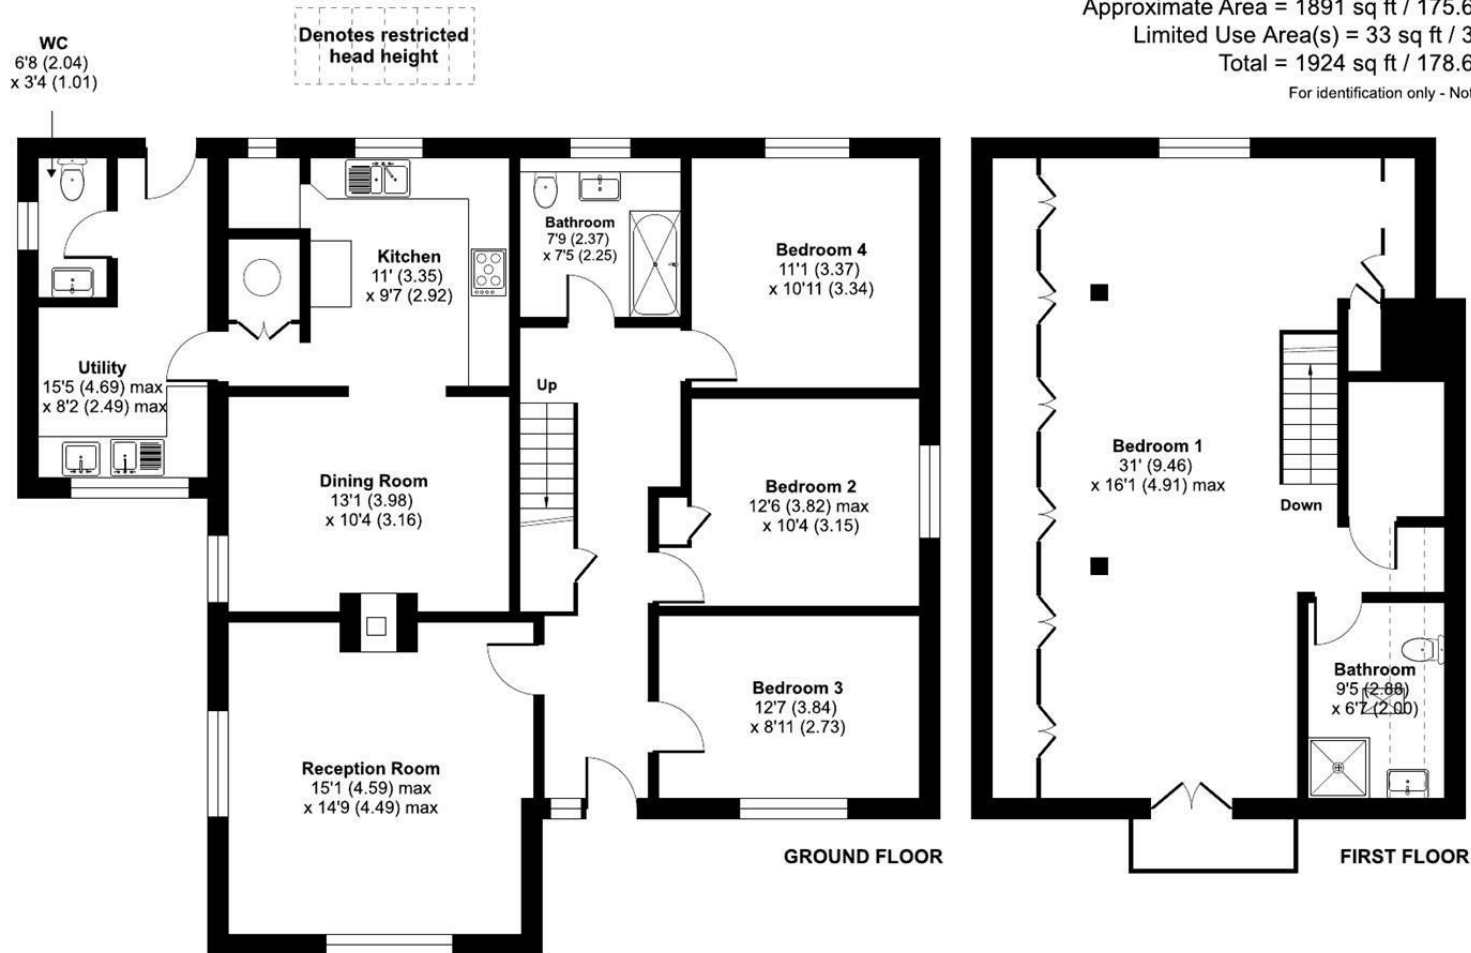 Approximate Area = 1891 sq ft / 175.6
Limited Use Area(s) = 33 sq ft / 3
Total = 1924 sq ft / 178.6
For identification only - Not
Denotes restricted
head height
WC
6'8 (2.04)
x 3'4 (1.01)
Kitchen
11' (3.35)
x 9'7 (2.92)
Bathroom
7'9 (2.37)
x 7'5 (2.25)
Bedroom 4
11'1 (3.37)
x 10'11 (3.34)
Utility
15'5 (4.69) max
x 8'2 (2.49) max
Up
Dining Room
13'1 (3.98)
x 10'4 (3.16)
Bedroom 2
12'6 (3.82) max
x 10'4 (3.15)
Bedroom 3
12'7 (3.84)
x 8'11 (2.73)
Reception Room
15'1 (4.59) max
x 14'9 (4.49) max
GROUND FLOOR
Bedroom 1
31' (9.46)
x 16'1 (4.91) max
Down
Bathroom
9'5 (2.88)
x 6'7 (2.00)
FIRST FLOOR